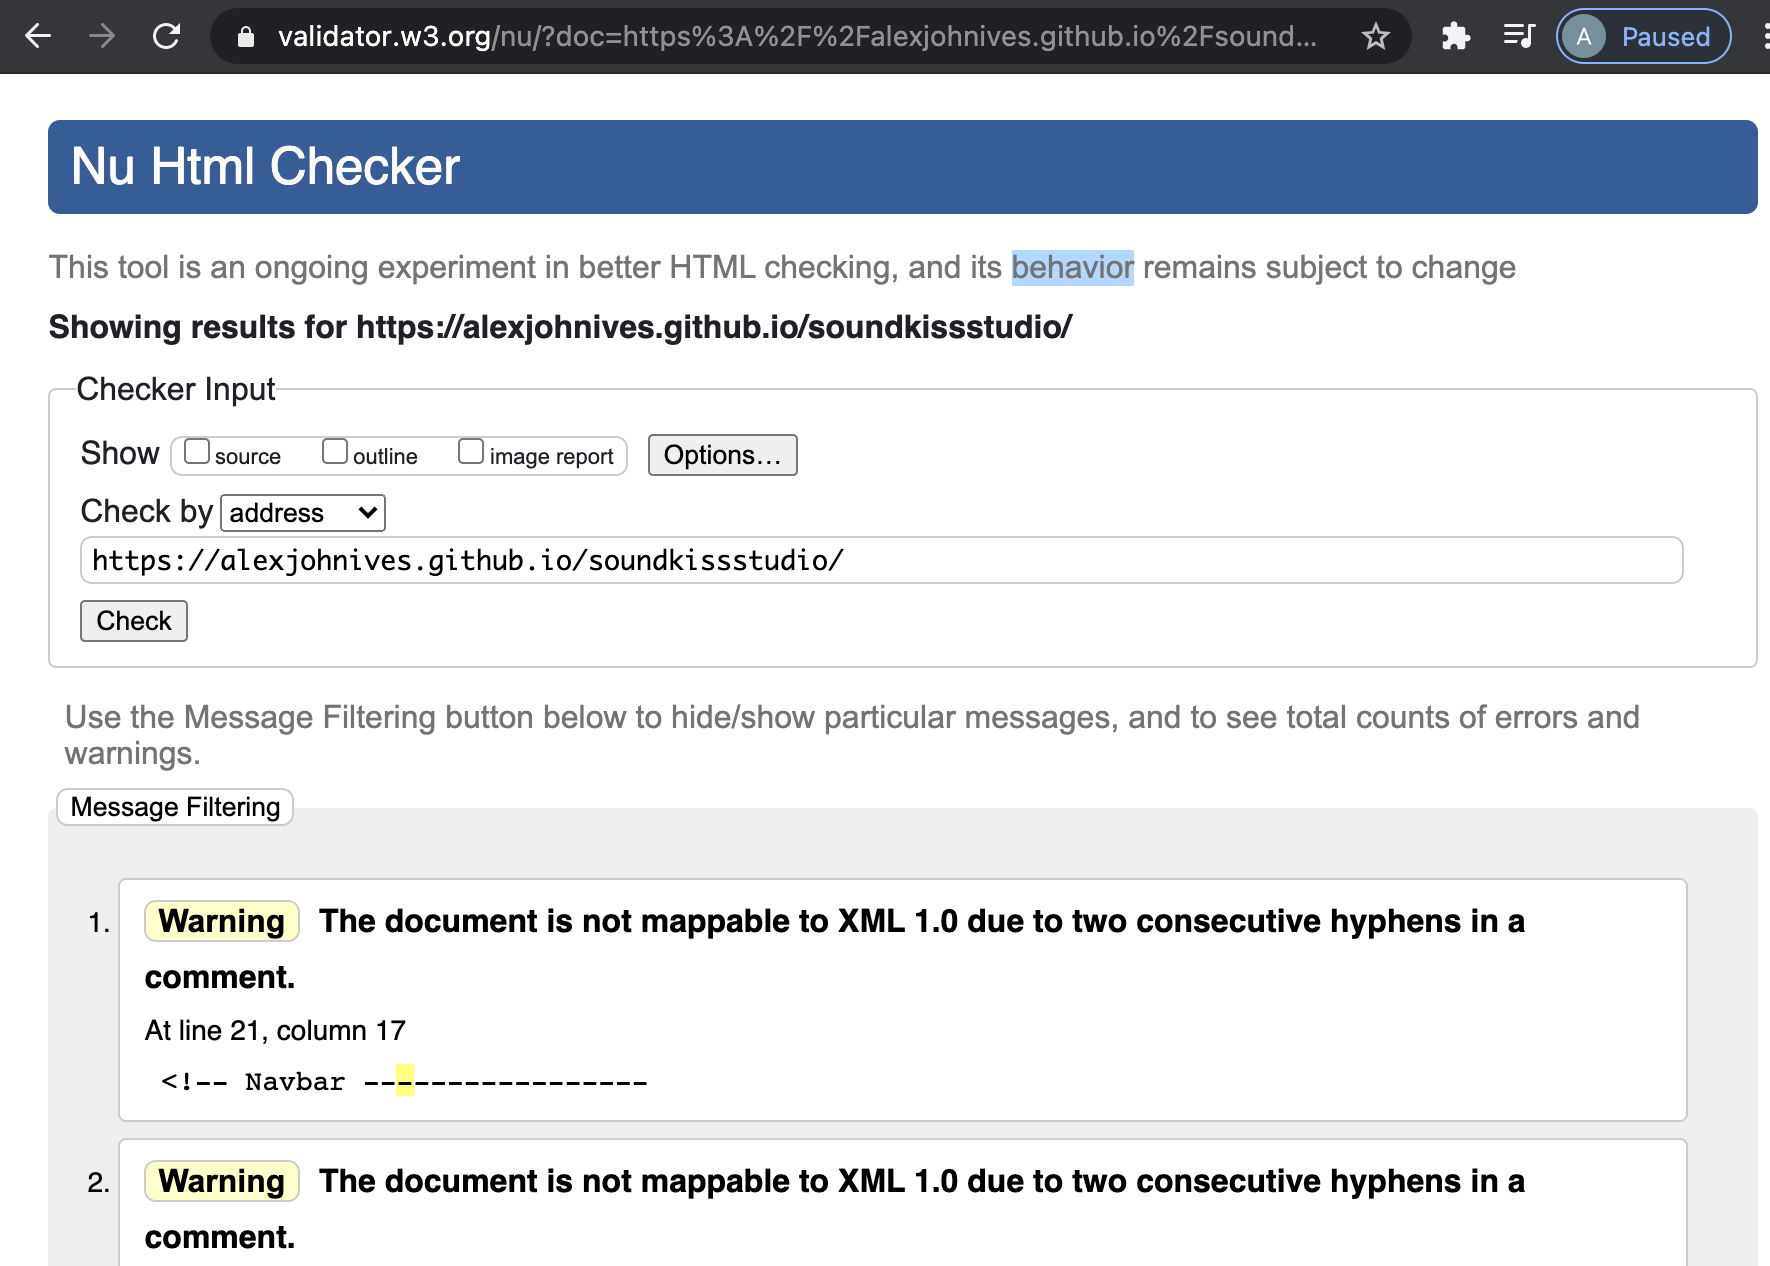 validator.w3.org/nu/?doc=https%3A%2F%2Falexjohnives.github.io%2Fsound...
A Paused
Nu Html Checker
This tool is an ongoing experiment in better HTML checking, and its behavior remains subject to change
Showing results for https://alexjohnives.github.io/soundkissstudio/
Checker Input
Show source outline image report Options...
Check by address
https://alexjohnives.github.io/soundkissstudio/
Check
Use the Message Filtering button below to hide/show particular messages, and to see total counts of errors and
warnings.
Message Filtering
1. Warning The document is not mappable to XML 1.0 due to two consecutive hyphens in a
comment.
At line 21, column 17
<!-- Navbar -----------------
2. Warning The document is not mappable to XML 1.0 due to two consecutive hyphens in a
comment.